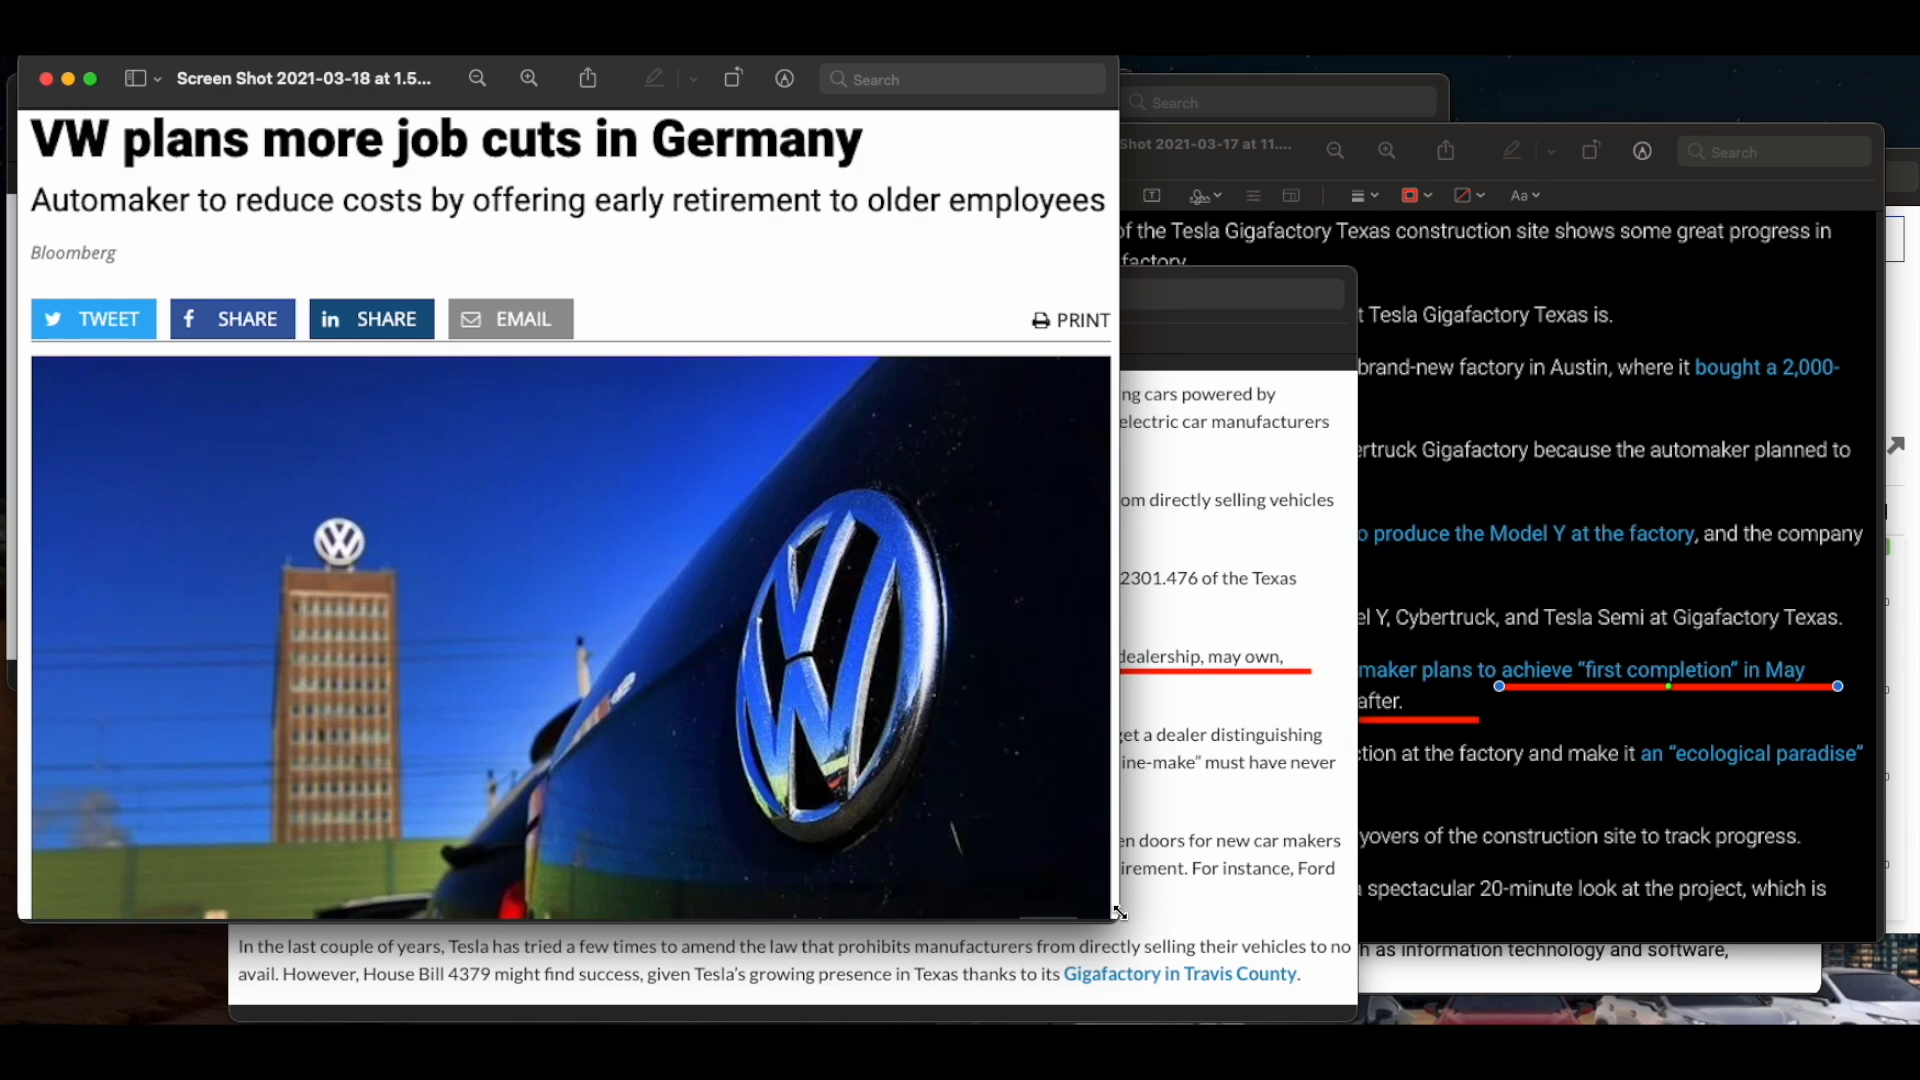 Screen Shot 2021-03-18 at 1.5...
Search
VW plans more job cuts in Germany
Automaker to reduce costs by offering early retirement to older employees
Bloomberg
TWEET
SHARE
SHARE
EMAIL
PRINT
Search
Shot 2021-03-17 at 11....
Search
Aa
of the Tesla Gigafactory Texas construction site shows some great progress in
factory.
t Tesla Gigafactory Texas is.
brand-new factory in Austin, where it bought a 2,000-
ertruck Gigafactory because the automaker planned to
o produce the Model Y at the factory, and the company
el Y, Cybertruck, and Tesla Semi at Gigafactory Texas.
maker plans to achieve “first completion” in May
after.
ction at the factory and make it an “ecological paradise”
yovers of the construction site to track progress.
a spectacular 20-minute look at the project, which is
ng cars powered by
electric car manufacturers
om directly selling vehicles
2301.476 of the Texas
dealership, may own,
get a dealer distinguishing
ine-make” must have never
en doors for new car makers
irement. For instance, Ford
In the last couple of years, Tesla has tried a few times to amend the law that prohibits manufacturers from directly selling their vehicles to no
avail. However, House Bill 4379 might find success, given Tesla’s growing presence in Texas thanks to its Gigafactory in Travis County.
h as information technology and software,